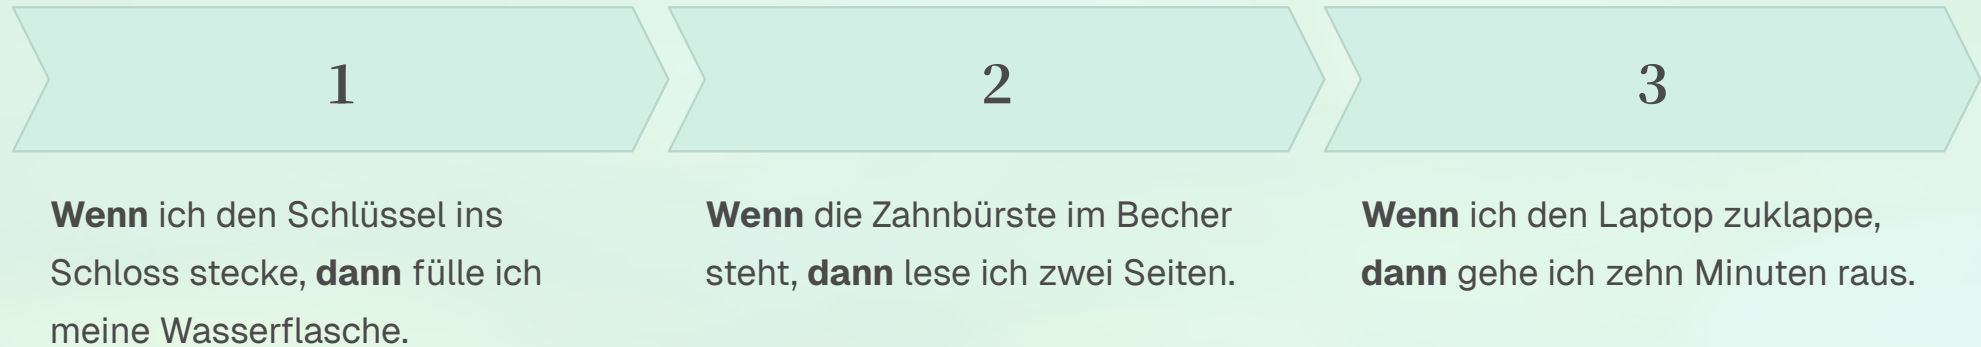 1
Wenn ich den Schlüssel ins
Schloss stecke, dann fülle ich
meine Wasserflasche.
2
Wenn die Zahnbürste im Becher
steht, dann lese ich zwei Seiten.
3
Wenn ich den Laptop zuklappe,
dann gehe ich zehn Minuten raus.